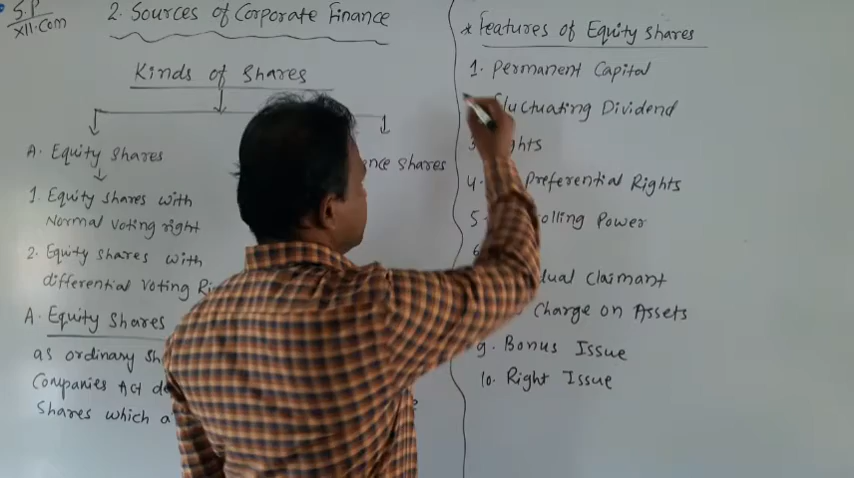 S.P
XII.Com
2. Sources of Corporate Finance
Kinds of Shares
A. Equity Shares
ence Shares
1. Equity Shares with
Normal Voting right
2. Equity Shares with
differential Voting Ri
A. Equity Shares
as ordinary Sh
Companies Act de
Shares which a
* Features of Equity Shares
1. Permanent Capital
fluctuating Dividend
3. ghts
4. Preferential Rights
5. olling Power
6
dual Claimant
Charge on Assets
9. Bonus Issue
10. Right Issue